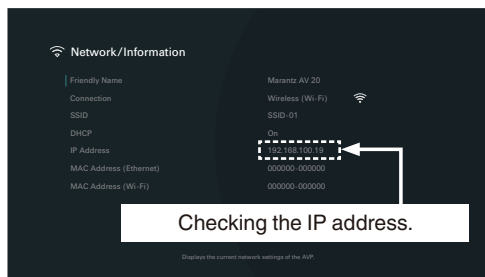 Network/Information
Friendly Name Marantz AV 20
Connection Wireless (Wi-Fi)
SSID SSID-01
DHCP On
IP Address 192.168.100.19
MAC Address (Ethernet) 000000-000000
MAC Address (Wi-Fi) 000000-000000
Checking the IP address.
Displays the current network settings of the AVP.